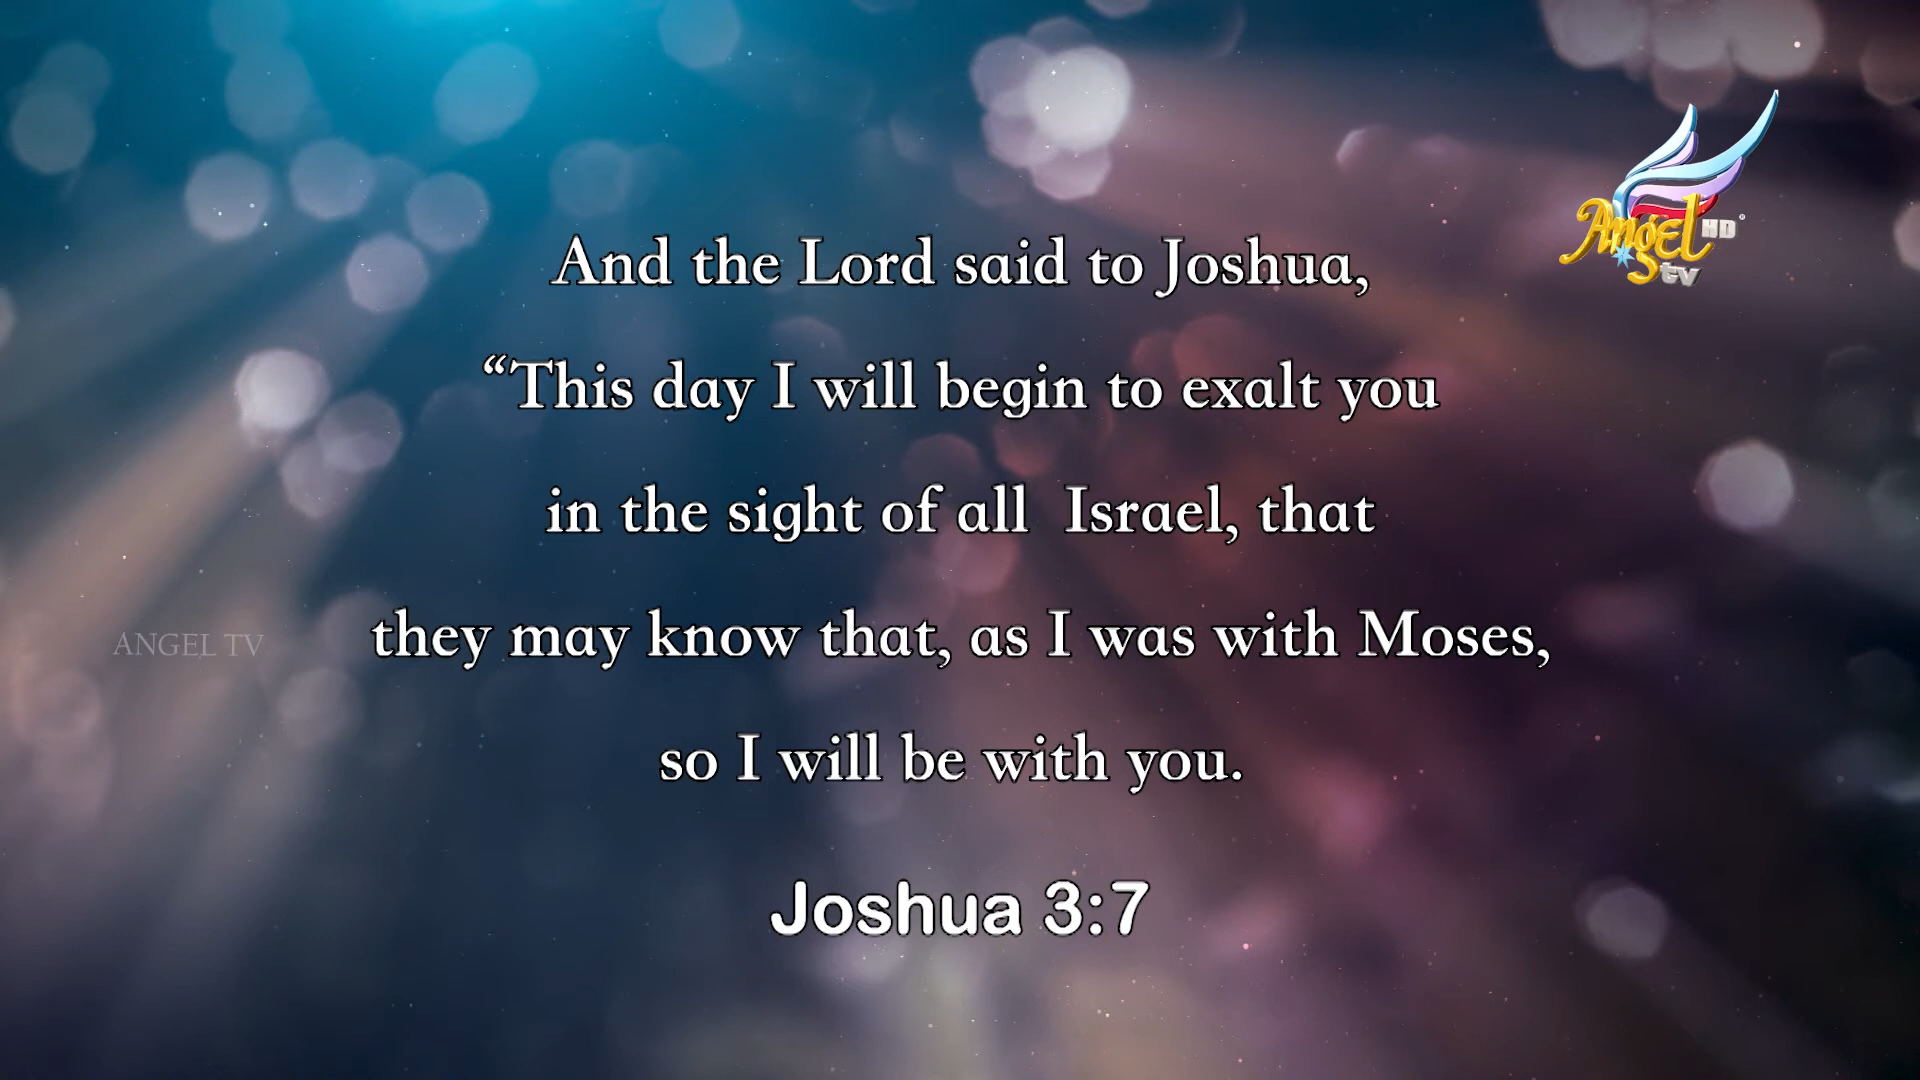 Angel HD
tv
And the Lord said to Joshua,
“This day I will begin to exalt you
in the sight of all Israel, that
they may know that, as I was with Moses,
so I will be with you.
Joshua 3:7
ANGEL TV